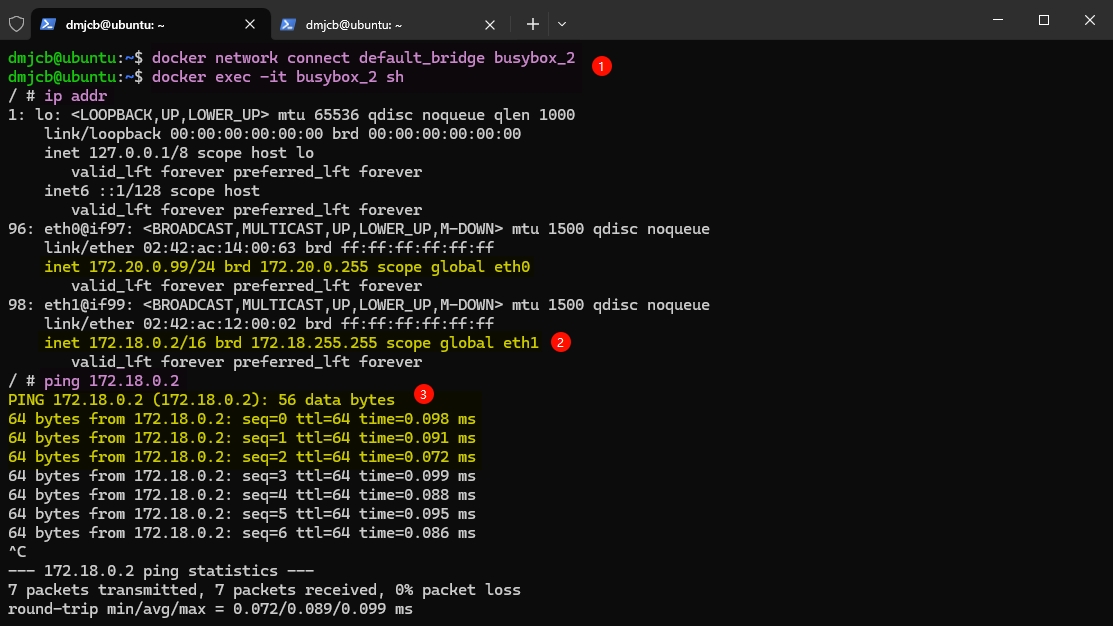 dmjcb@ubuntu: ~
dmjcb@ubuntu: ~
dmjcb@ubuntu:~$ docker network connect default_bridge busybox_2
1
dmjcb@ubuntu:~$ docker exec -it busybox_2 sh
/ # ip addr
1: lo: <LOOPBACK,UP,LOWER_UP> mtu 65536 qdisc noqueue qlen 1000
    link/loopback 00:00:00:00:00:00 brd 00:00:00:00:00:00
    inet 127.0.0.1/8 scope host lo
       valid_lft forever preferred_lft forever
    inet6 ::1/128 scope host
       valid_lft forever preferred_lft forever
96: eth0@if97: <BROADCAST,MULTICAST,UP,LOWER_UP,M-DOWN> mtu 1500 qdisc noqueue
    link/ether 02:42:ac:14:00:63 brd ff:ff:ff:ff:ff:ff
    inet 172.20.0.99/24 brd 172.20.0.255 scope global eth0
       valid_lft forever preferred_lft forever
98: eth1@if99: <BROADCAST,MULTICAST,UP,LOWER_UP,M-DOWN> mtu 1500 qdisc noqueue
    link/ether 02:42:ac:12:00:02 brd ff:ff:ff:ff:ff:ff
    inet 172.18.0.2/16 brd 172.18.255.255 scope global eth1
2
       valid_lft forever preferred_lft forever
/ # ping 172.18.0.2
PING 172.18.0.2 (172.18.0.2): 56 data bytes
3
64 bytes from 172.18.0.2: seq=0 ttl=64 time=0.098 ms
64 bytes from 172.18.0.2: seq=1 ttl=64 time=0.091 ms
64 bytes from 172.18.0.2: seq=2 ttl=64 time=0.072 ms
64 bytes from 172.18.0.2: seq=3 ttl=64 time=0.099 ms
64 bytes from 172.18.0.2: seq=4 ttl=64 time=0.088 ms
64 bytes from 172.18.0.2: seq=5 ttl=64 time=0.095 ms
64 bytes from 172.18.0.2: seq=6 ttl=64 time=0.086 ms
^C
--- 172.18.0.2 ping statistics ---
7 packets transmitted, 7 packets received, 0% packet loss
round-trip min/avg/max = 0.072/0.089/0.099 ms